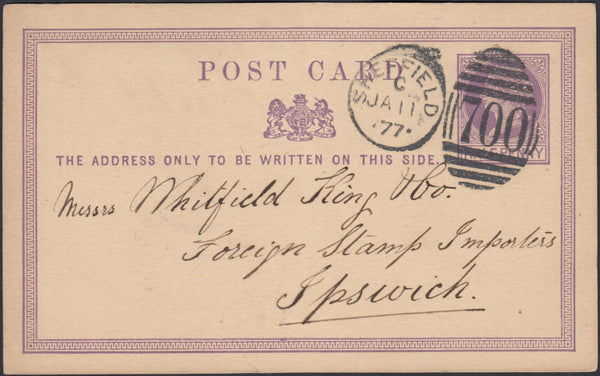 POST CARD
SHEFFIELD
C
JA 11
77
700
THE ADDRESS ONLY TO BE WRITTEN ON THIS SIDE.
Messrs Whitfield King & Co.
Foreign Stamp Importers
Ipswich.